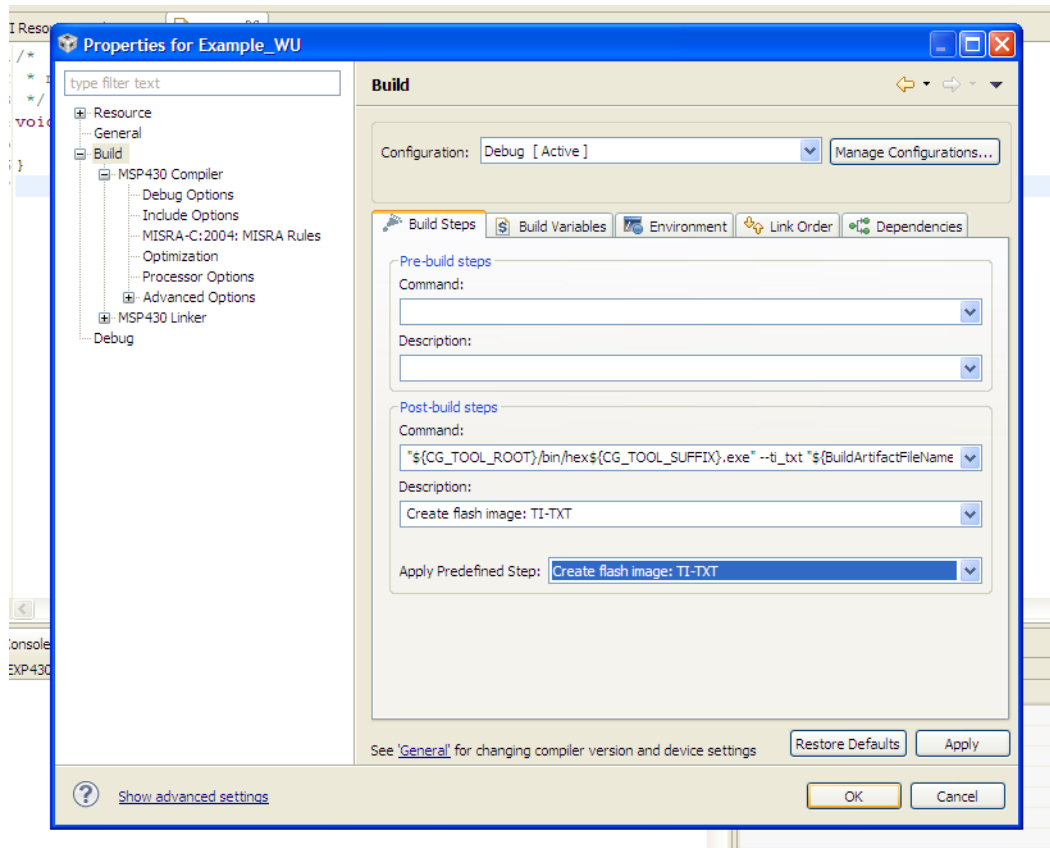 I Reso
Properties for Example_WU
/*
*
*/
void
}
type filter text
Resource
General
Build
MSP430 Compiler
Debug Options
Include Options
MISRA-C:2004: MISRA Rules
Optimization
Processor Options
Advanced Options
MSP430 Linker
Debug
Build
Configuration: Debug [ Active ] Manage Configurations...
Build Steps Build Variables Environment Link Order Dependencies
Pre-build steps
Command:
Description:
Post-build steps
Command:
"${CG_TOOL_ROOT}/bin/hex${CG_TOOL_SUFFIX}.exe" --ti_txt "${BuildArtifactFileName
Description:
Create flash image: TI-TXT
Apply Predefined Step: Create flash image: TI-TXT
Console
EXP430
Restore Defaults Apply
See 'General' for changing compiler version and device settings
Show advanced settings
OK Cancel